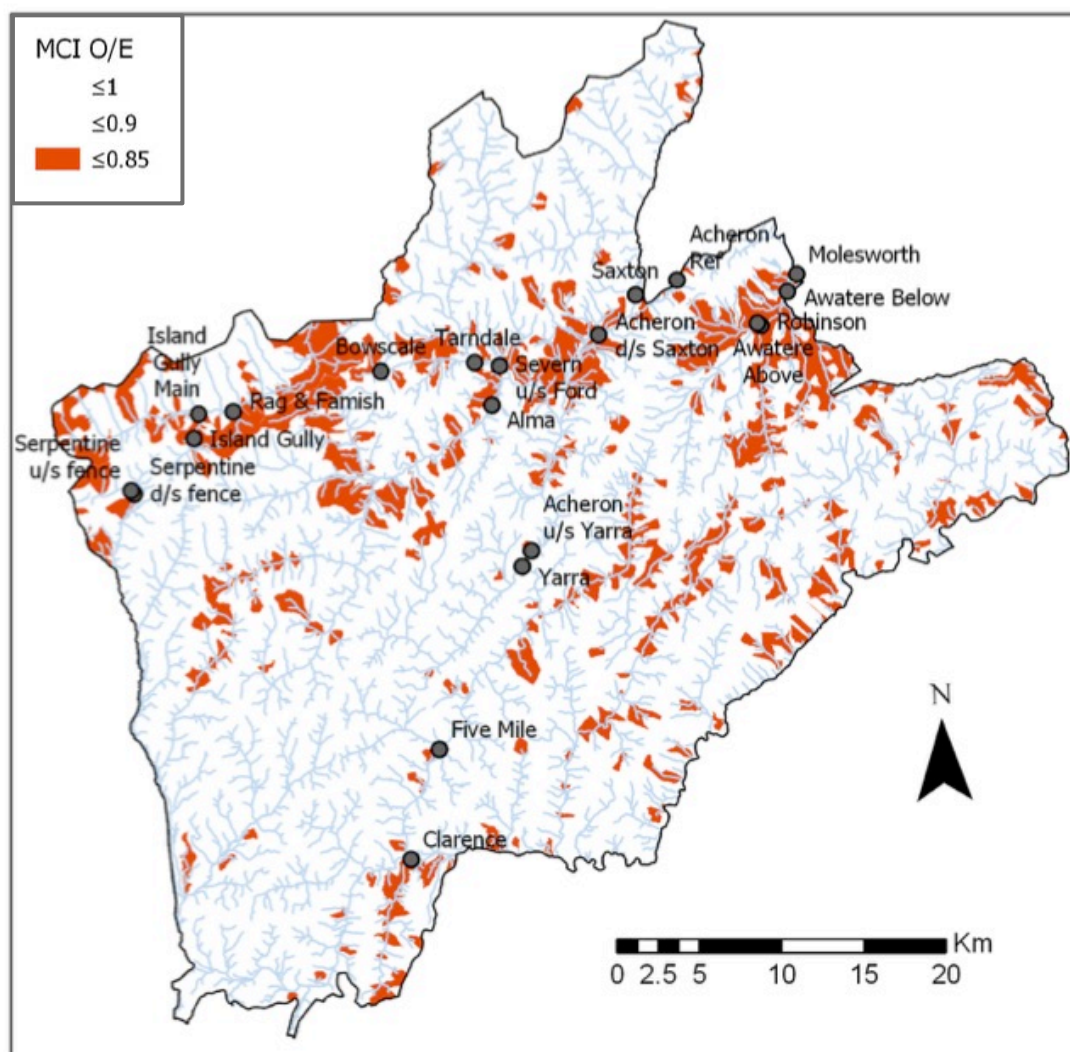 MCI O/E
≤1
≤0.9
≤0.85
Acheron
Ref
Molesworth
Saxton
Awatere Below
Island
Gully
Main
Bowscale
Tarndale
Acheron
d/s Saxton
Robinson
Awatere
Above
Severn
u/s Ford
Rag & Famish
Alma
Serpentine
u/s fence
Island Gully
Serpentine
d/s fence
Acheron
u/s Yarra
Yarra
Five Mile
N
Clarence
Km
0 2.5 5 10 15 20